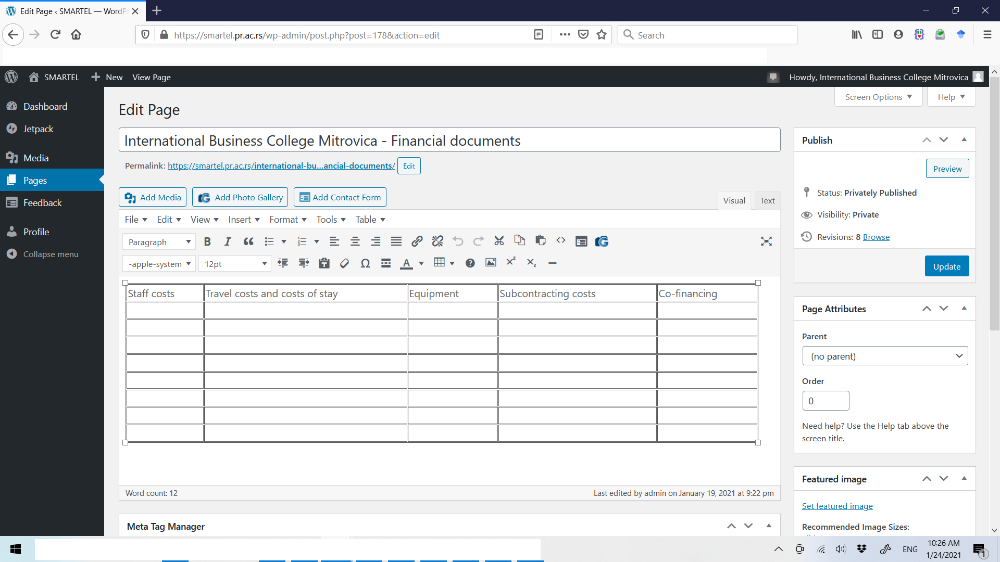 Edit Page ‹ SMARTEL — WordP
https://smartel.pr.ac.rs/wp-admin/post.php?post=178&action=edit
Search
SMARTEL
New
View Page
Howdy, International Business College Mitrovica
Dashboard
Jetpack
Media
Pages
Feedback
Profile
Collapse menu
Screen Options
Help
Edit Page
International Business College Mitrovica - Financial documents
Permalink: https://smartel.pr.ac.rs/international-bu…ancial-documents/ Edit
Add Media
Add Photo Gallery
Add Contact Form
Visual
Text
File
Edit
View
Insert
Format
Tools
Table
Paragraph
-apple-system
12pt
Staff costs
Travel costs and costs of stay
Equipment
Subcontracting costs
Co-financing
Word count: 12
Last edited by admin on January 19, 2021 at 9:22 pm
Meta Tag Manager
Publish
Preview
Status: Privately Published
Visibility: Private
Revisions: 8 Browse
Update
Page Attributes
Parent
(no parent)
Order
0
Need help? Use the Help tab above the
screen title.
Featured image
Set featured image
Recommended Image Sizes:
ENG
10:26 AM
1/24/2021
1